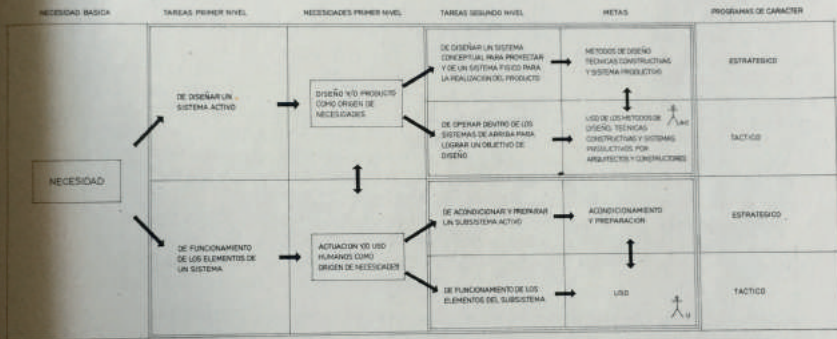 NECESIDAD BASICA
TAREAS PRIMER NIVEL
NECESIDADES PRIMER NIVEL
TAREAS SEGUNDO NIVEL
METAS
PROGRAMAS DE CARACTER
NECESIDAD
DE DISEÑAR UN
SISTEMA ACTIVO
DISEÑO Y/O PRODUCTO
COMO ORIGEN DE
NECESIDADES
DE DISEÑAR UN SISTEMA
CONCEPTUAL PARA PROYECTAR
Y DE UN SISTEMA FISICO PARA
LA REALIZACION DEL PRODUCTO
METODOS DE DISEÑO
TECNICAS CONSTRUCTIVAS
Y SISTEMA PRODUCTIVO
ESTRATEGICO
DE OPERAR DENTRO DE LOS
SISTEMAS DE ARRIBA PARA
LOGRAR UN OBJETIVO DE
DISEÑO
USO DE LOS METODOS DE
DISEÑO, TECNICAS
CONSTRUCTIVAS Y SISTEMAS
PRODUCTIVOS, POR
ARQUITECTOS Y CONSTRUCTORES
TACTICO
DE FUNCIONAMIENTO
DE LOS ELEMENTOS DE
UN SISTEMA
ACTUACION Y/O USO
HUMANOS COMO
ORIGEN DE NECESIDADES
DE ACONDICIONAR Y PREPARAR
UN SUBSISTEMA ACTIVO
ACONDICIONAMIENTO
Y PREPARACION
ESTRATEGICO
DE FUNCIONAMIENTO DE LOS
ELEMENTOS DEL SUBSISTEMA
USO
U
TACTICO